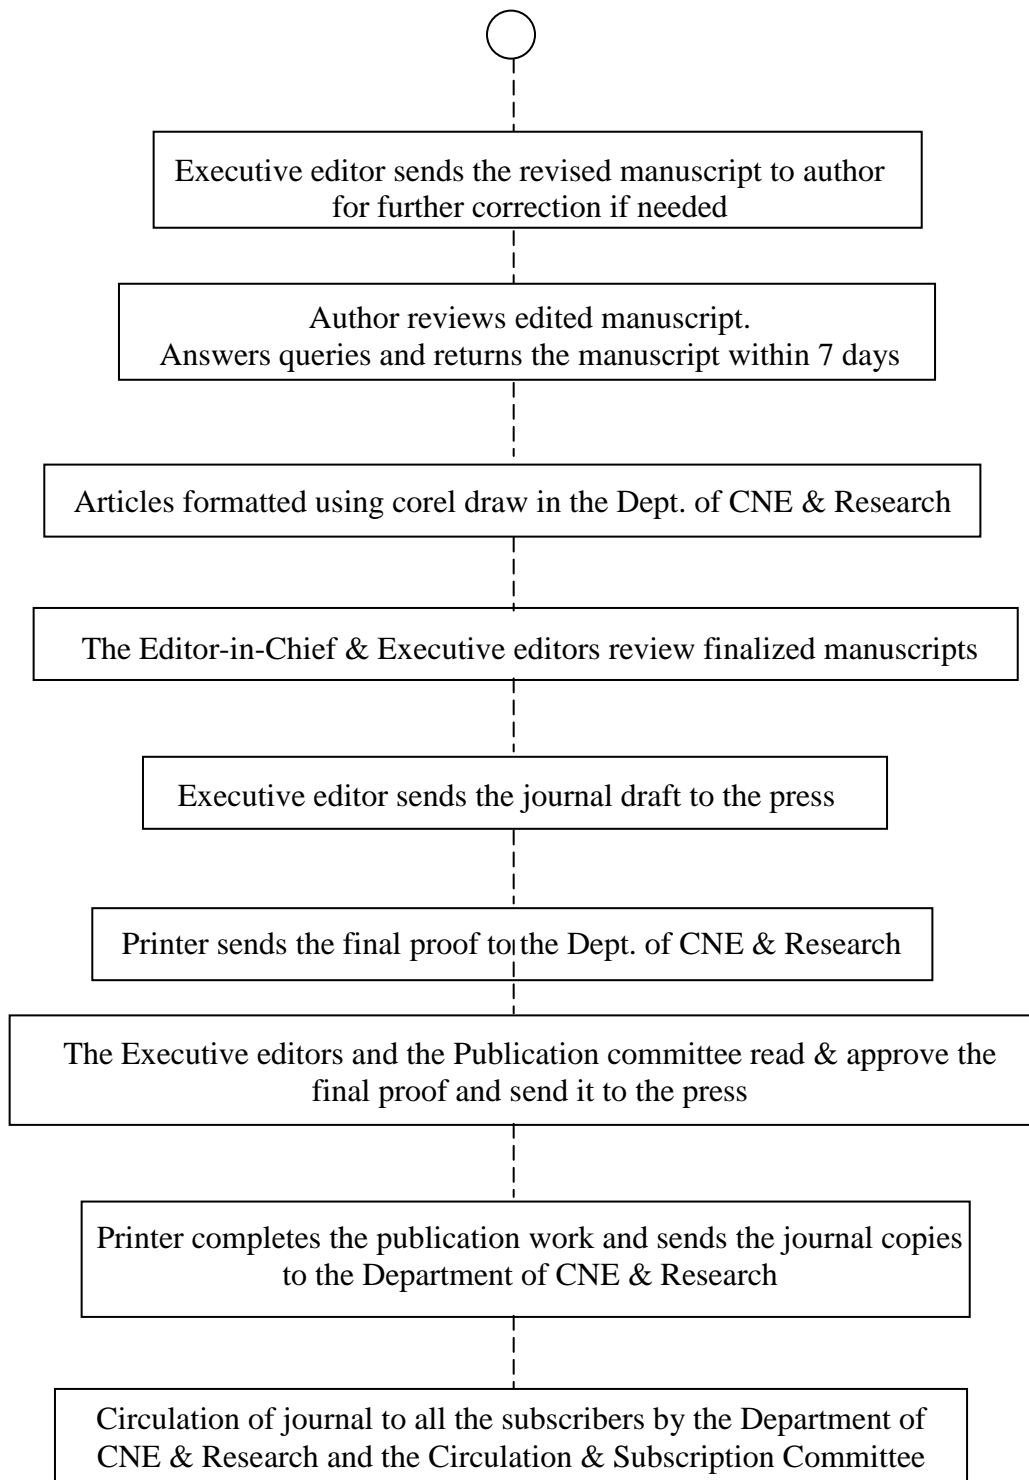 Executive editor sends the revised manuscript to author
for further correction if needed
Author reviews edited manuscript.
Answers queries and returns the manuscript within 7 days
Articles formatted using corel draw in the Dept. of CNE & Research
The Editor-in-Chief & Executive editors review finalized manuscripts
Executive editor sends the journal draft to the press
Printer sends the final proof to the Dept. of CNE & Research
The Executive editors and the Publication committee read & approve the
final proof and send it to the press
Printer completes the publication work and sends the journal copies
to the Department of CNE & Research
Circulation of journal to all the subscribers by the Department of
CNE & Research and the Circulation & Subscription Committee